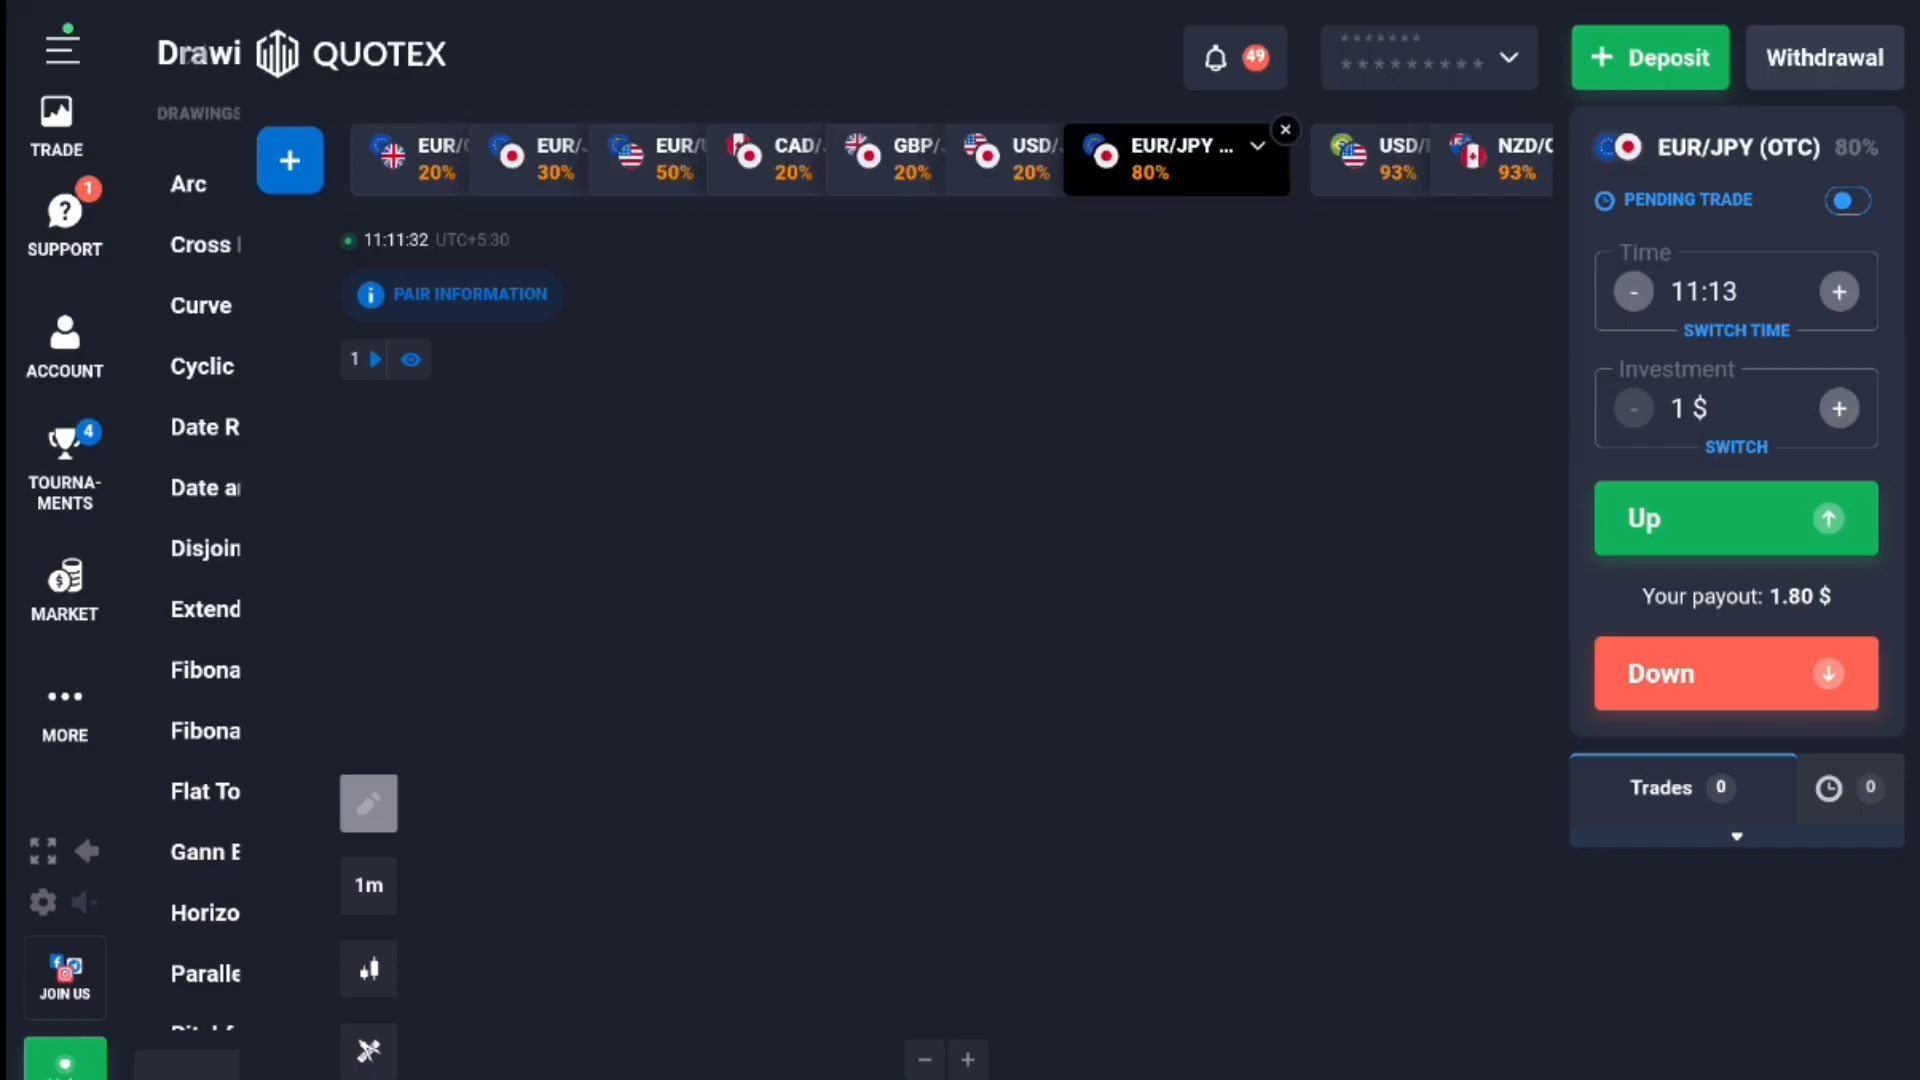 Drawi
QUOTEX
49
*******
*********
+ Deposit
Withdrawal
TRADE
1
SUPPORT
ACCOUNT
4
TOURNA-
MENTS
MARKET
MORE
JOIN US
DRAWINGS
Arc
Cross
Curve
Cyclic
Date R
Date a
Disjoin
Extend
Fibona
Fibona
Flat To
Gann
Horizo
Paralle
+
EUR/
20%
EUR/
30%
EUR/
50%
CAD/
20%
GBP/
20%
USD/
20%
EUR/JPY ...
80%
USD/
93%
NZD/
93%
11:11:32 UTC+5:30
PAIR INFORMATION
1
1m
- +
EUR/JPY (OTC) 80%
PENDING TRADE
Time
- 11:13 +
SWITCH TIME
Investment
- 1 $ +
SWITCH
Up
Your payout: 1.80 $
Down
Trades 0
0